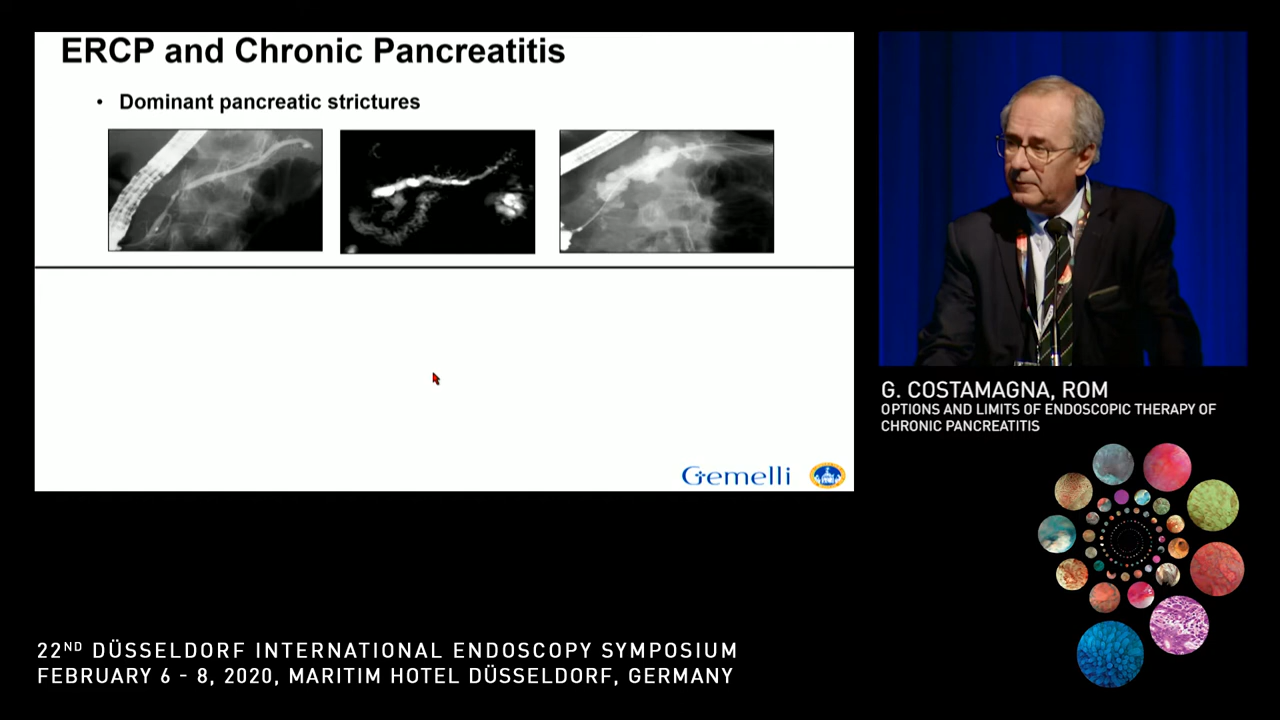 ERCP and Chronic Pancreatitis
• Dominant pancreatic strictures
Gemelli
G. COSTAMAGNA, ROM
OPTIONS AND LIMITS OF ENDOSCOPIC THERAPY OF
CHRONIC PANCREATITIS
22ND DÜSSELDORF INTERNATIONAL ENDOSCOPY SYMPOSIUM
FEBRUARY 6 - 8, 2020, MARITIM HOTEL DÜSSELDORF, GERMANY